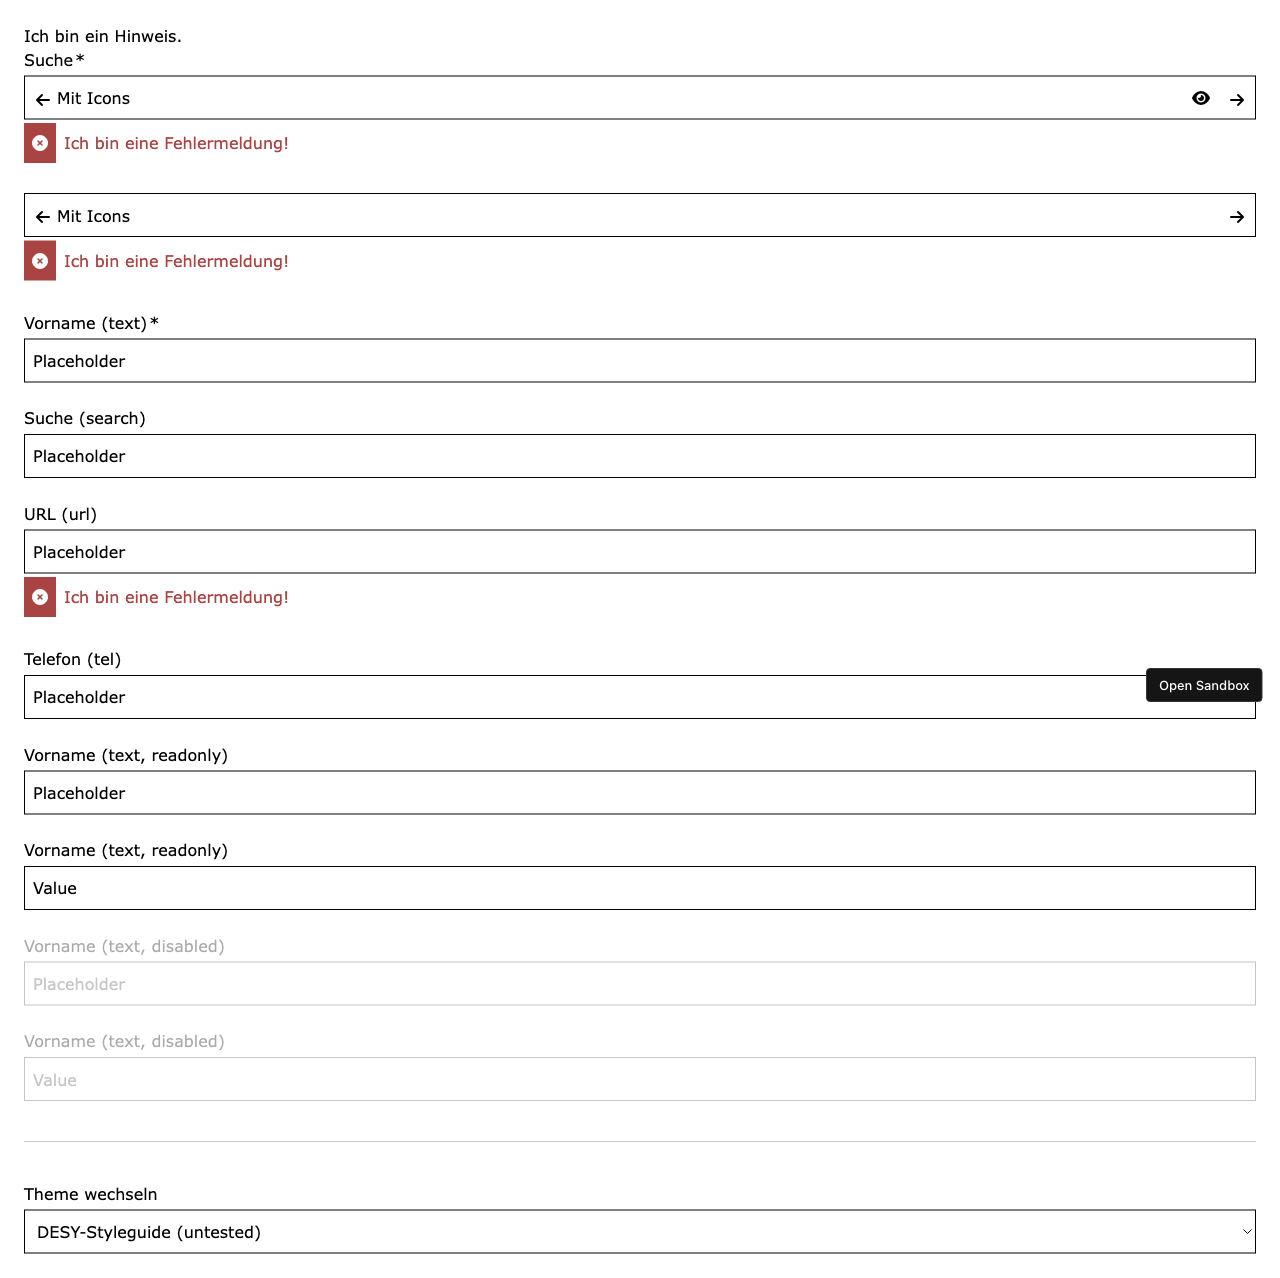 Ich bin ein Hinweis.
Suche*
Mit Icons
Ich bin eine Fehlermeldung!
Mit Icons
Ich bin eine Fehlermeldung!
Vorname (text)*
Placeholder
Suche (search)
Placeholder
URL (url)
Placeholder
Ich bin eine Fehlermeldung!
Telefon (tel)
Placeholder
Open Sandbox
Vorname (text, readonly)
Placeholder
Vorname (text, readonly)
Value
Vorname (text, disabled)
Placeholder
Vorname (text, disabled)
Value
Theme wechseln
DESY-Styleguide (untested)